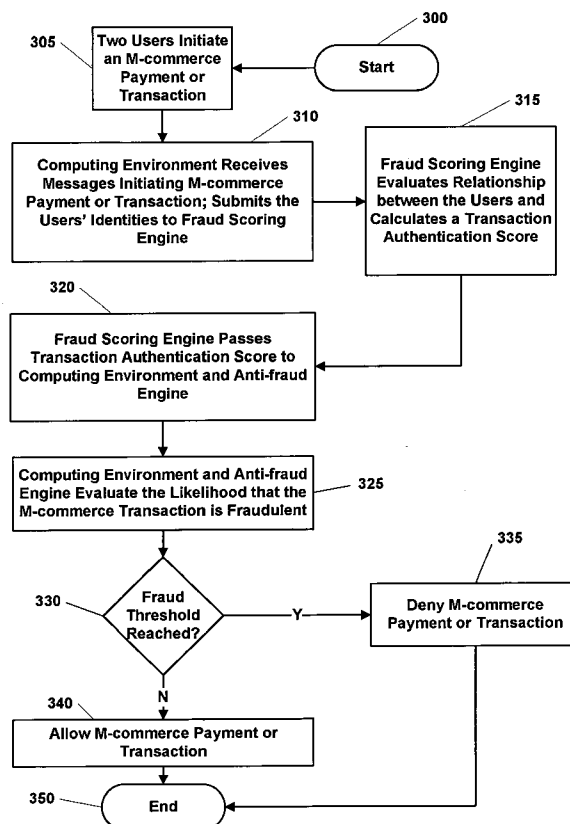 300
Start
305
Two Users Initiate
an M-commerce
Payment or
Transaction
310
Computing Environment Receives
Messages Initiating M-commerce
Payment or Transaction; Submits the
Users' Identities to Fraud Scoring
Engine
315
Fraud Scoring Engine
Evaluates Relationship
between the Users and
Calculates a Transaction
Authentication Score
320
Fraud Scoring Engine Passes
Transaction Authentication Score to
Computing Environment and Anti-fraud
Engine
Computing Environment and Anti-fraud
Engine Evaluate the Likelihood that the
M-commerce Transaction is Fraudulent
325
330
Fraud
Threshold
Reached?
Y
335
Deny M-commerce
Payment or Transaction
N
340
Allow M-commerce Payment or
Transaction
350
End